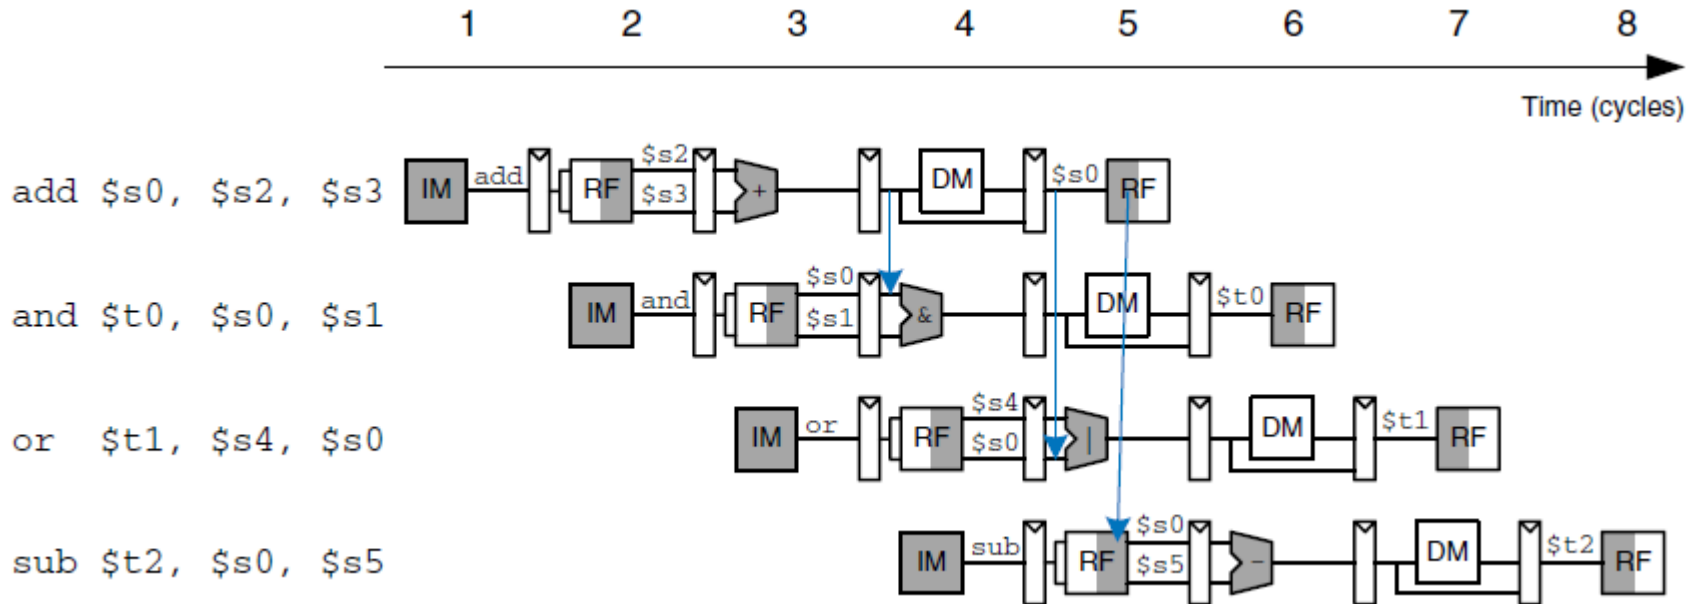 1 2 3 4 5 6 7 8
Time (cycles)
add $s0, $s2, $s3 IM add RF $s2 $s3 + DM $s0 RF
and $t0, $s0, $s1 IM and RF $s0 $s1 & DM $t0 RF
or $t1, $s4, $s0 IM or RF $s4 $s0 | DM $t1 RF
sub $t2, $s0, $s5 IM sub RF $s0 $s5 - DM $t2 RF